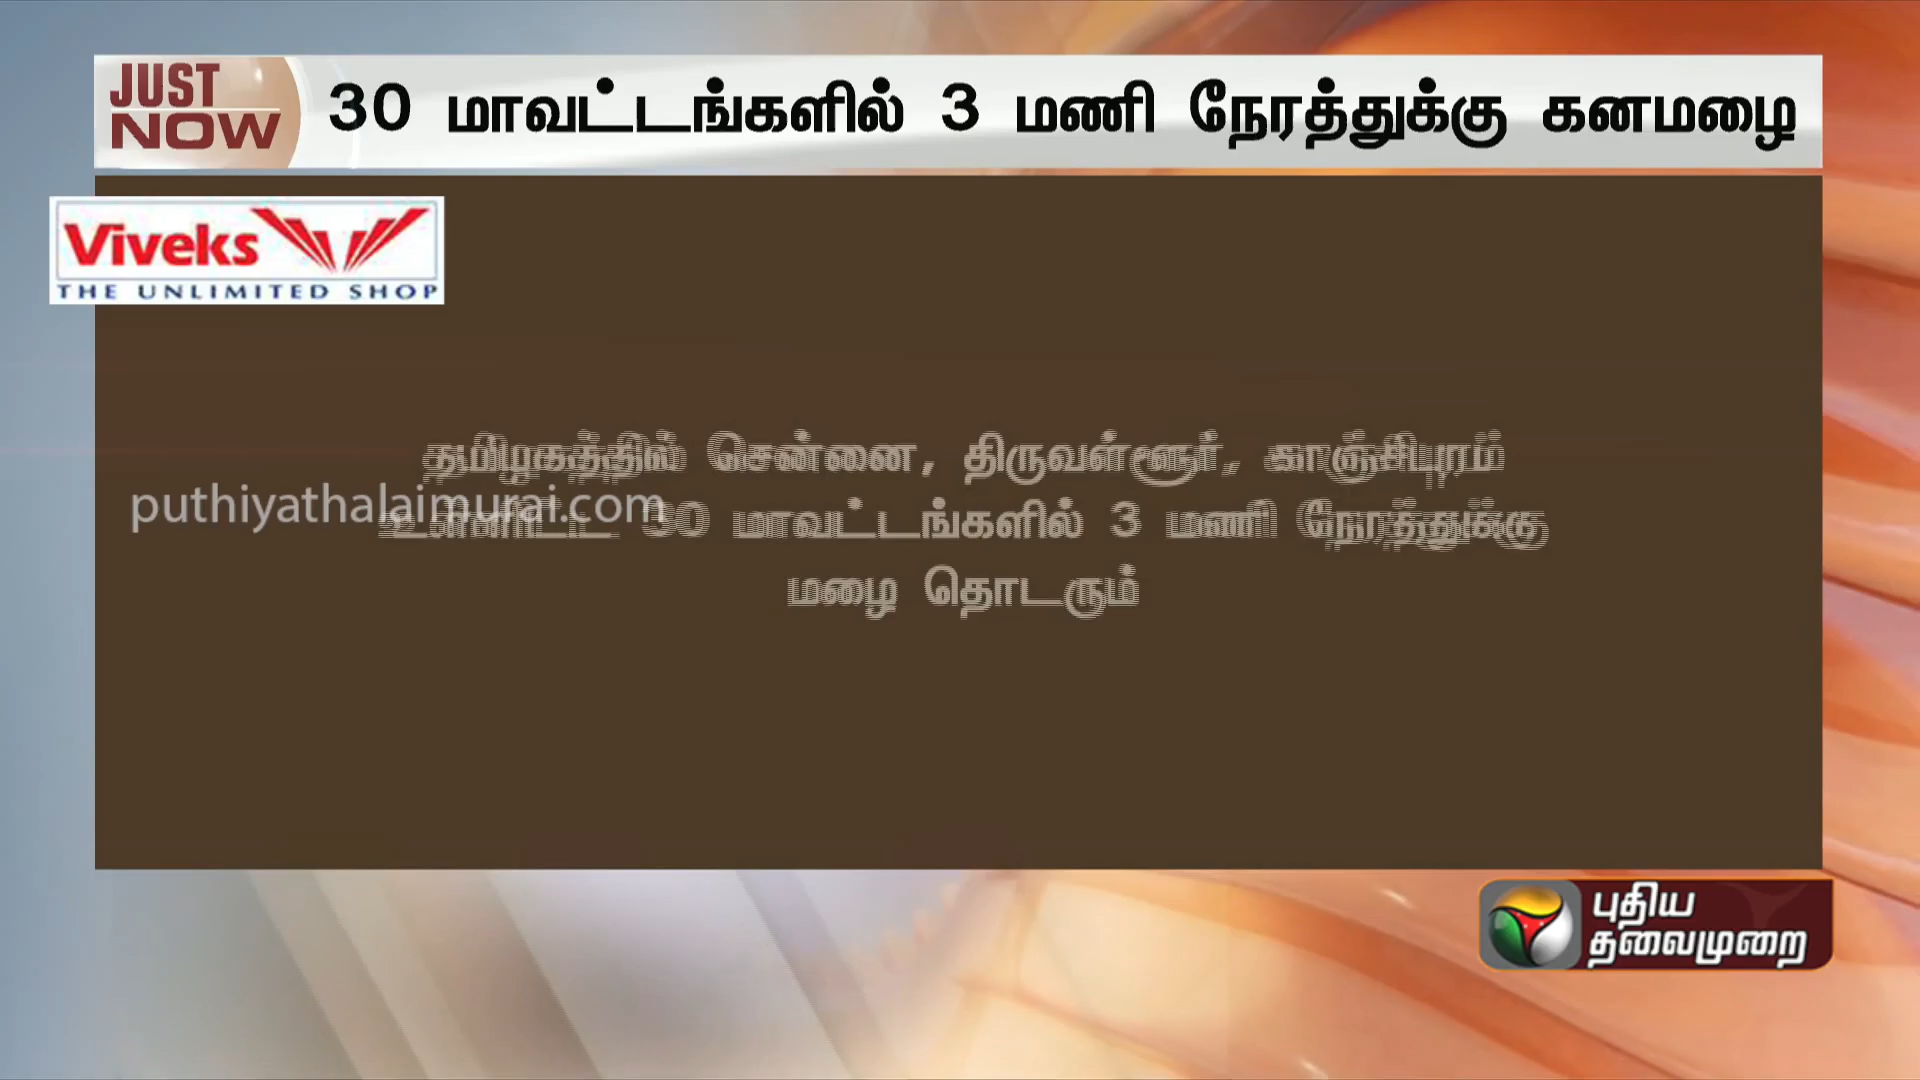 JUST
NOW
30 மாவட்டங்களில் 3 மணி நேரத்துக்கு கனமழை
Viveks
THE UNLIMITED SHOP
தமிழகத்தில் சென்னை, திருவள்ளூர், காஞ்சிபுரம்
puthiyathalaimurai.com
உள்ளிட்ட 30 மாவட்டங்களில் 3 மணி நேரத்துக்கு
மழை தொடரும்
புதிய
தலைமுறை